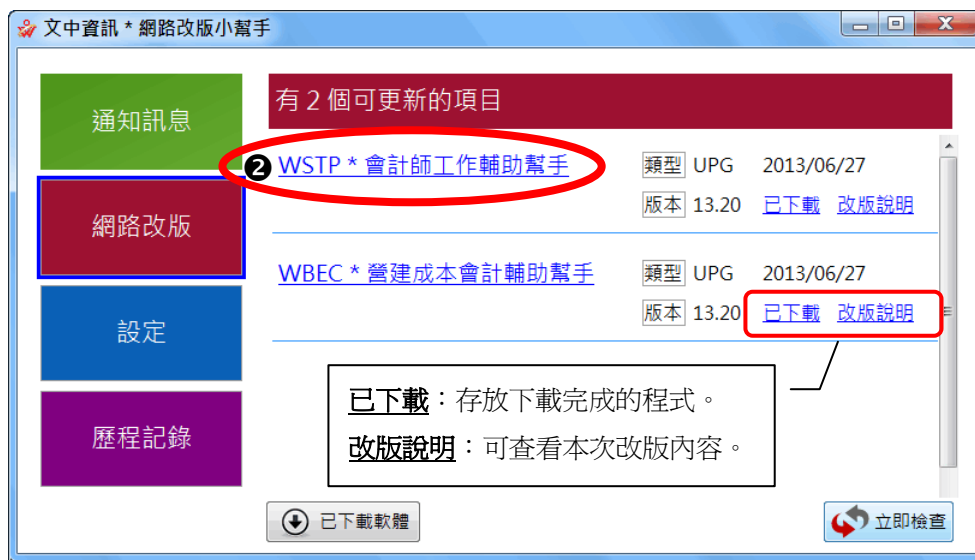 文中資訊 * 網路改版小幫手
通知訊息
網路改版
設定
歷程記錄
有 2 個可更新的項目
❷ WSTP * 會計師工作輔助幫手
類型 UPG 2013/06/27
版本 13.20 已下載 改版說明
WBEC * 營建成本會計輔助幫手
類型 UPG 2013/06/27
版本 13.20 已下載 改版說明
已下載：存放下載完成的程式。
改版說明：可查看本次改版內容。
已下載軟體
立即檢查